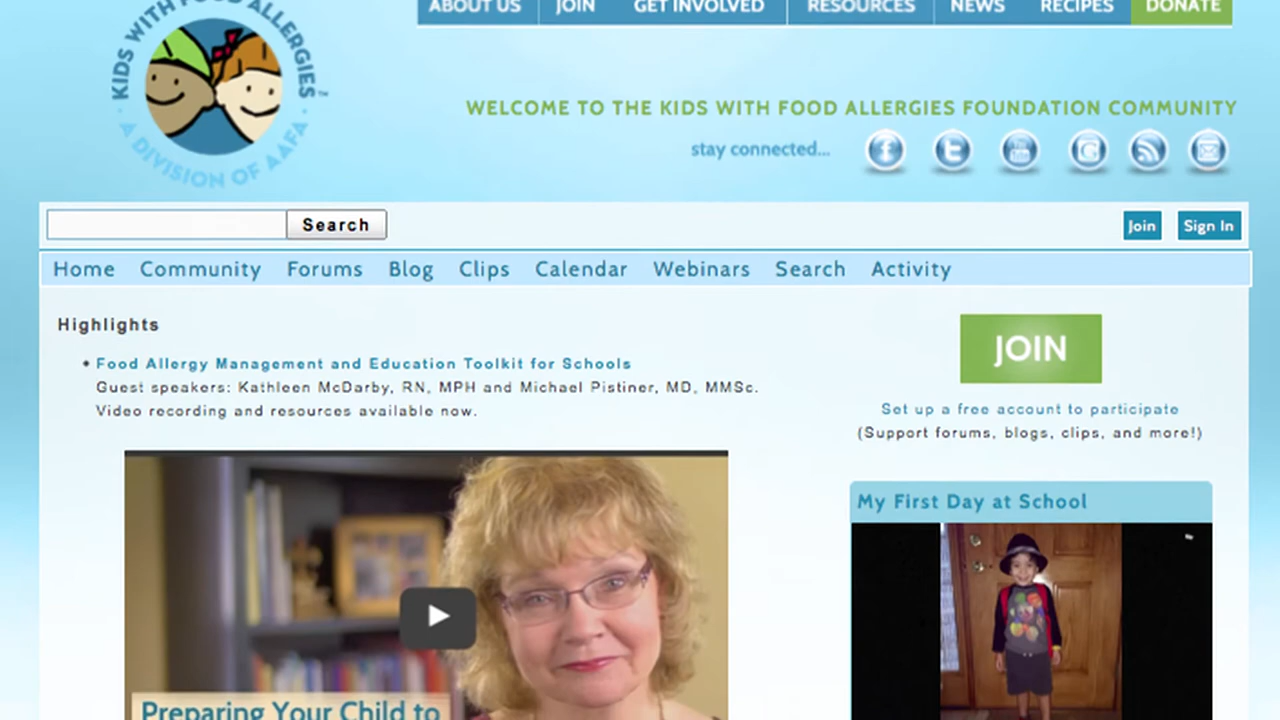 KIDS WITH FOOD ALLERGIES™
· A DIVISION OF AAFA ·
ABOUT US JOIN GET INVOLVED RESOURCES NEWS RECIPES DONATE
WELCOME TO THE KIDS WITH FOOD ALLERGIES FOUNDATION COMMUNITY
stay connected...
Search
Join Sign In
Home Community Forums Blog Clips Calendar Webinars Search Activity
Highlights
• Food Allergy Management and Education Toolkit for Schools
Guest speakers: Kathleen McDarby, RN, MPH and Michael Pistiner, MD, MMSc.
Video recording and resources available now.
JOIN
Set up a free account to participate
(Support forums, blogs, clips, and more!)
My First Day at School
Preparing Your Child to